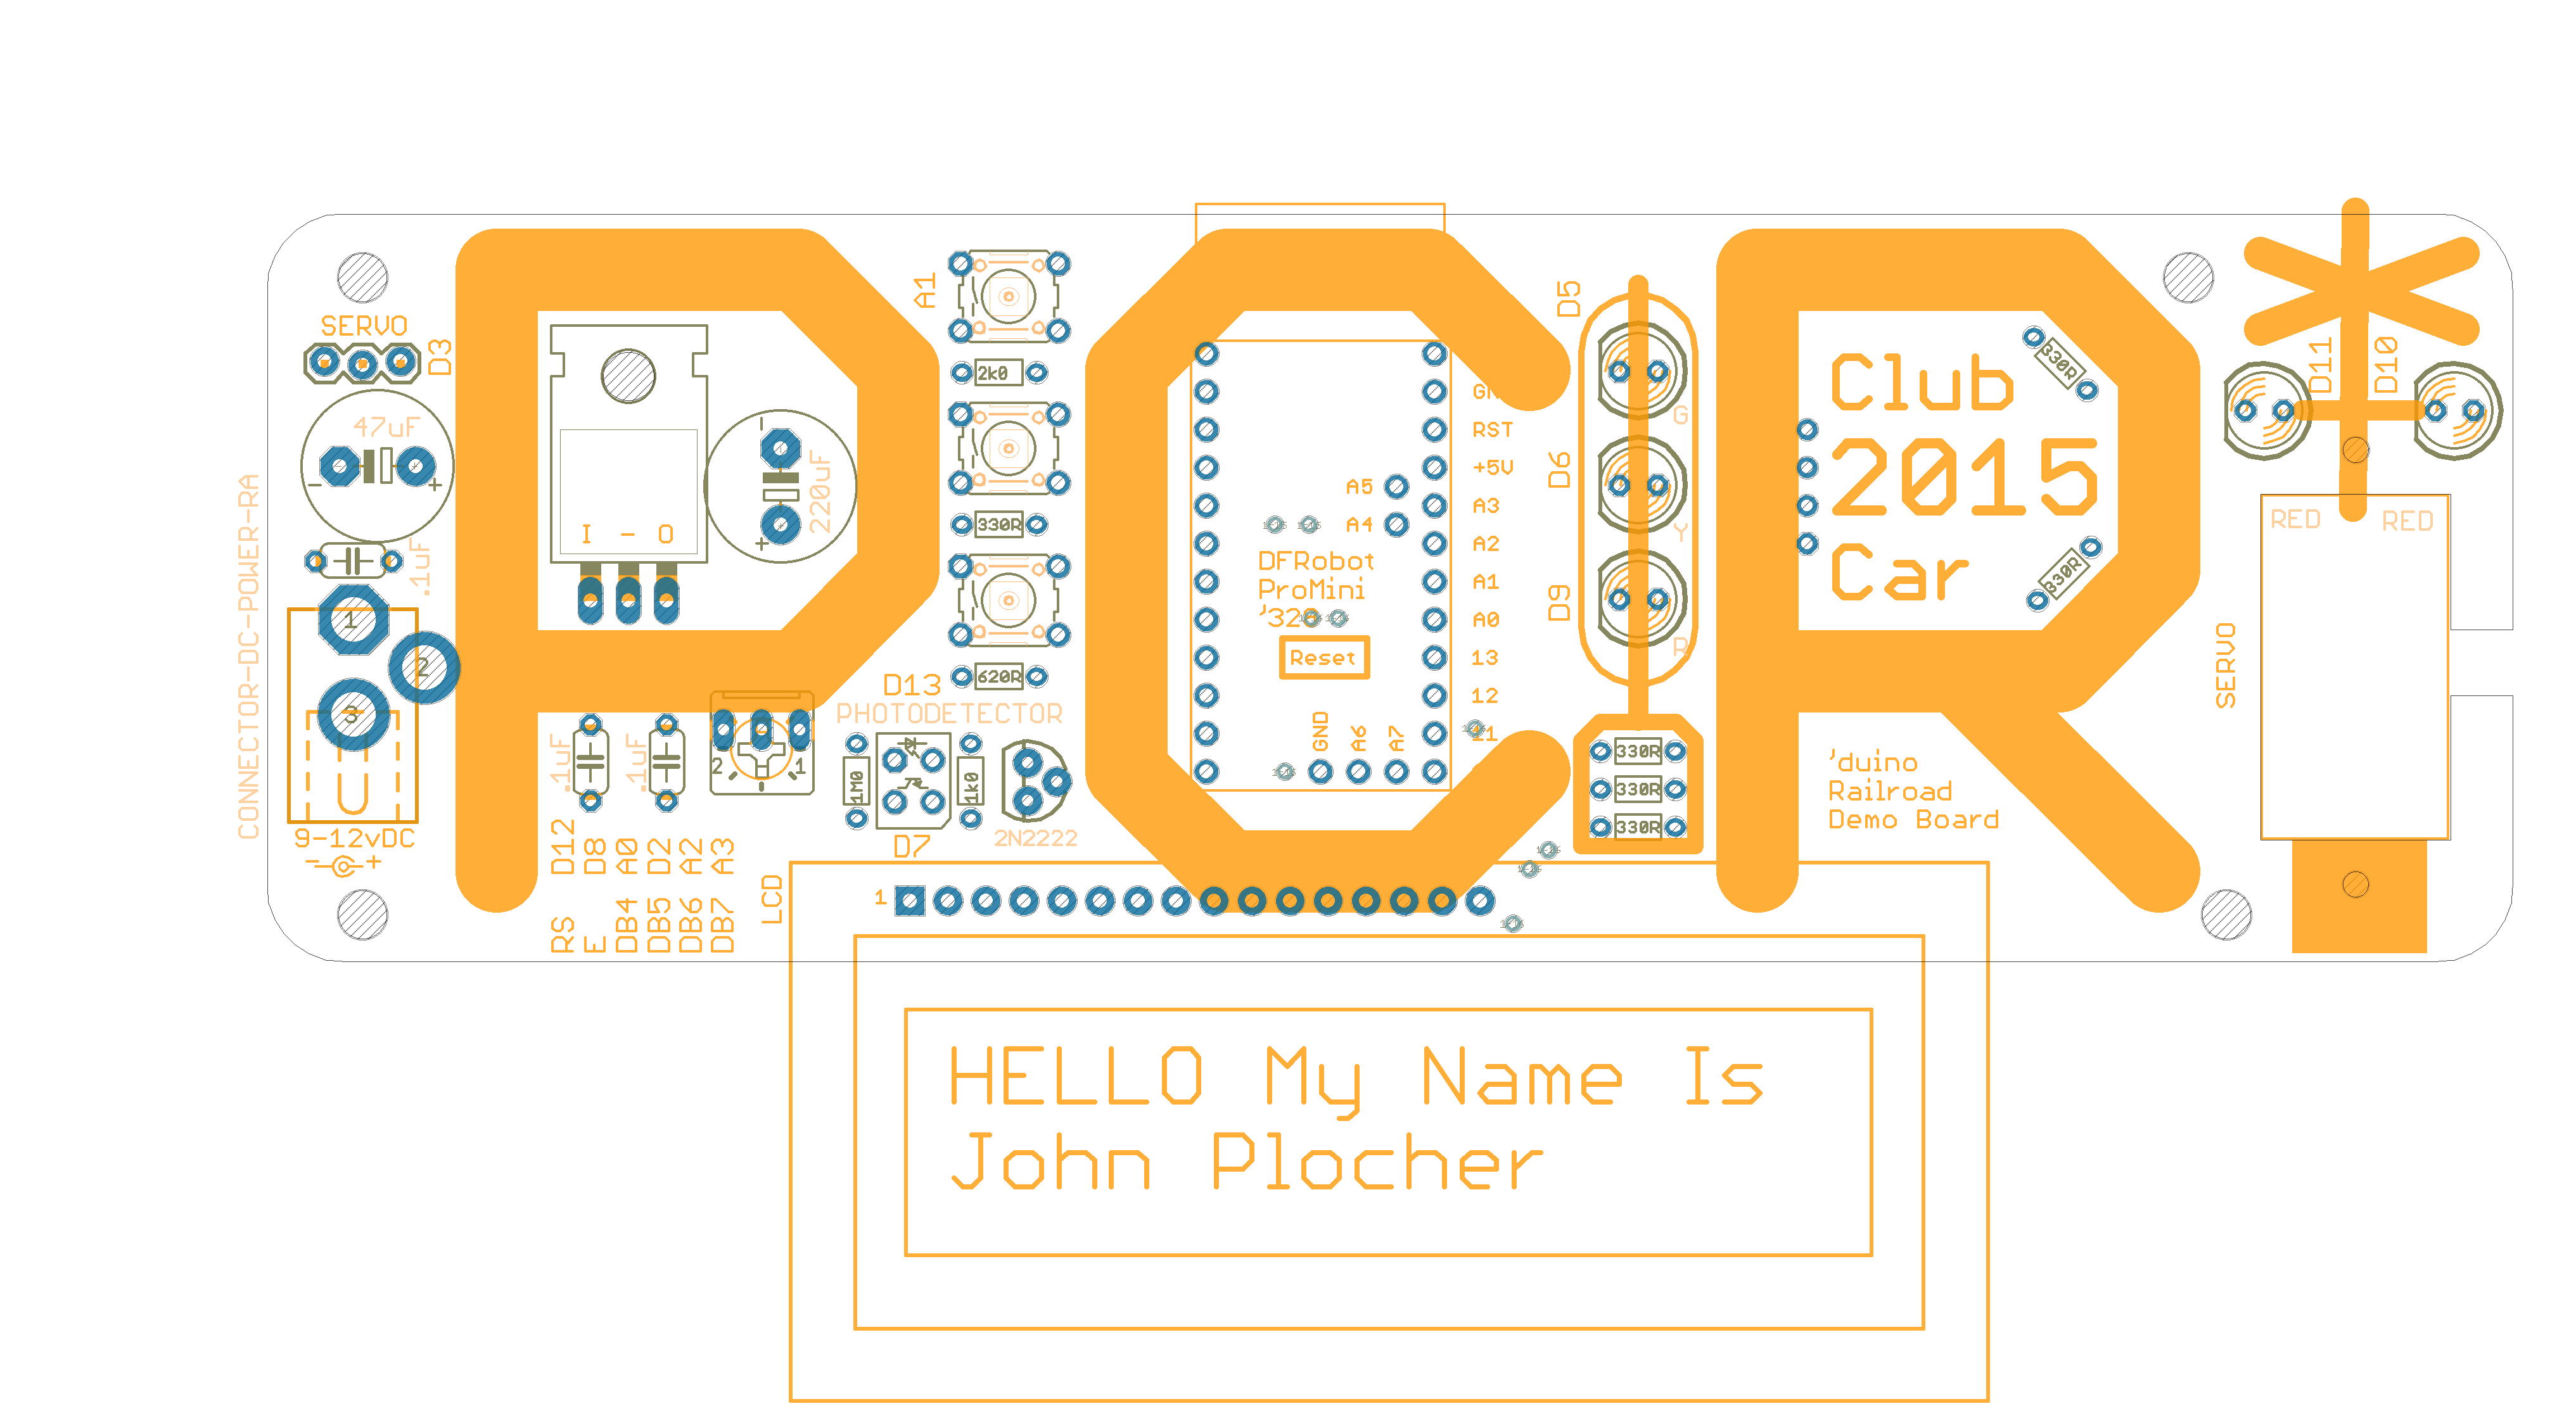 PCR
SERVO
D3
47uF
- +
.1uF
CONNECTOR-DC-POWER-RA
1
2
3
9-12vDC
- +
I - O
-
220uF
+
.1uF
.1uF
2 1
RS D12
E D8
DB4 A0
DB5 D2
DB6 A2
DB7 A3
LCD
1
A1
2k0
330R
620R
D13
PHOTODETECTOR
1M0
1k0
D7
2N2222
RST
+5V
A3
A2
A1
A0
13
12
A5
A4
DFRobot
ProMini
Reset
GND
A6
A7
D5
G
D6
Y
D9
R
330R
330R
330R
Club
2015
Car
330R
330R
'duino
Railroad
Demo Board
D11
D10
RED RED
SERVO
HELLO My Name Is
John Plocher